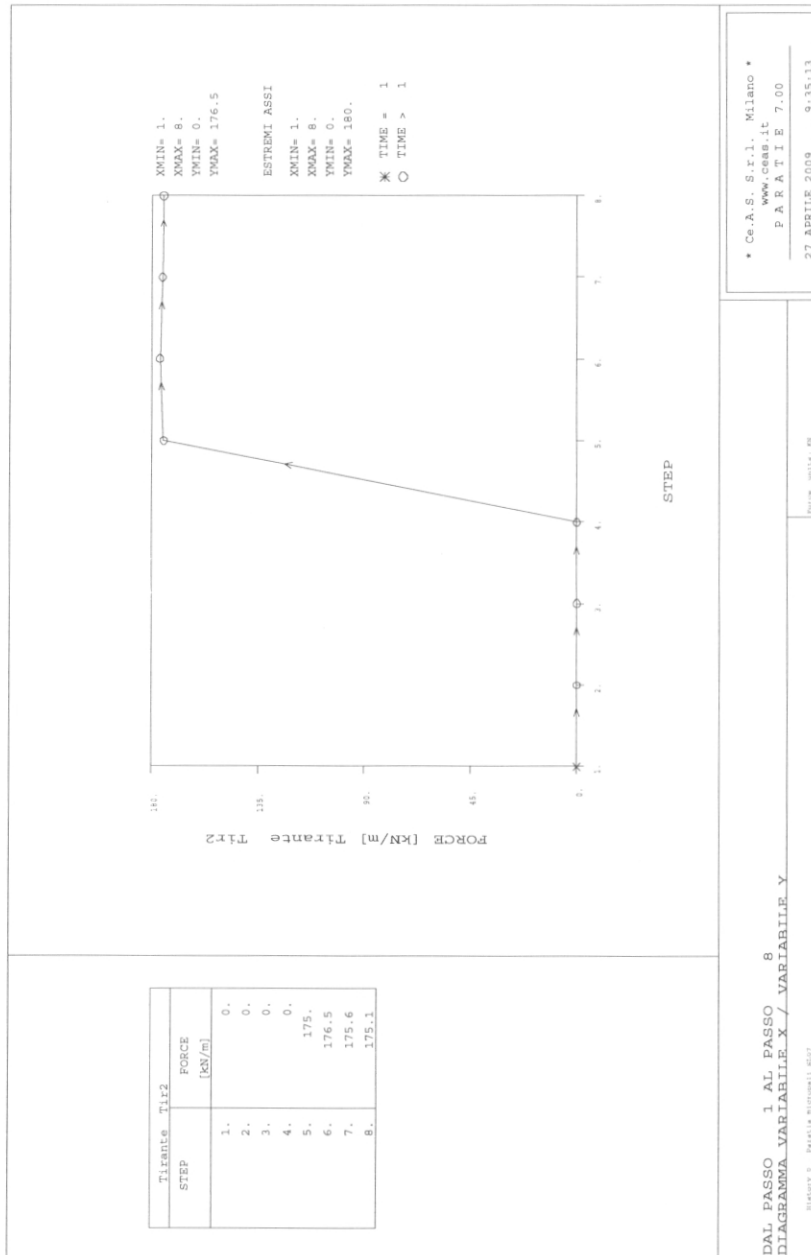 Tirante Tir2
STEP FORCE
[kN/m]
1. 0.
2. 0.
3. 0.
4. 0.
5. 175.
6. 176.5
7. 175.6
8. 175.1
FORCE [kN/m] Tirante Tir2
180.
135.
90.
45.
0.
1. 2. 3. 4. 5. 6. 7. 8.
STEP
XMIN= 1.
XMAX= 8.
YMIN= 0.
YMAX= 176.5
ESTREMI ASSI
XMIN= 1.
XMAX= 8.
YMIN= 0.
YMAX= 180.
TIME = 1
TIME > 1
DAL PASSO 1 AL PASSO 8
DIAGRAMMA VARIABILE X / VARIABILE Y
* Ce.A.S. S.r.l. Milano *
www.ceas.it
P A R A T I E 7.00
27 APRILE 2009 9:35:13